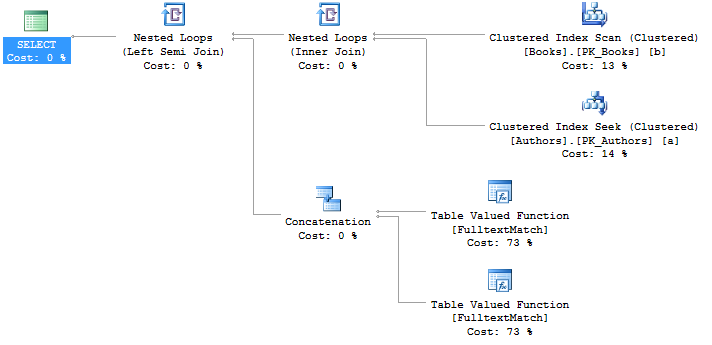 SELECT
Cost: 0 %
Nested Loops
(Left Semi Join)
Cost: 0 %
Nested Loops
(Inner Join)
Cost: 0 %
Clustered Index Scan (Clustered)
[Books].[PK_Books] [b]
Cost: 13 %
Clustered Index Seek (Clustered)
[Authors].[PK_Authors] [a]
Cost: 14 %
Concatenation
Cost: 0 %
Table Valued Function
[FulltextMatch]
Cost: 73 %
Table Valued Function
[FulltextMatch]
Cost: 73 %